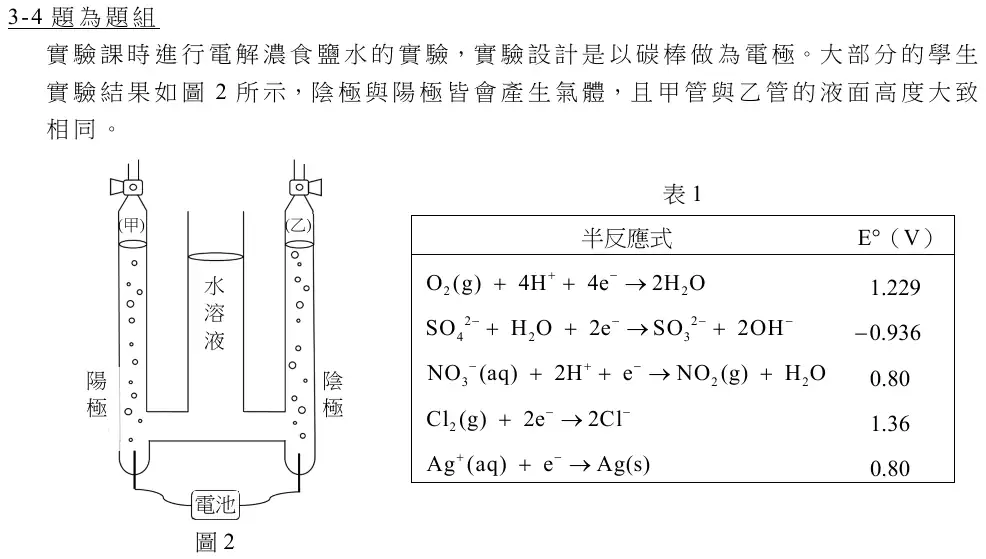 3-4 題為題組
實驗課時進行電解濃食鹽水的實驗，實驗設計是以碳棒做為電極。大部分的學生
實驗結果如圖 2 所示，陰極與陽極皆會產生氣體，且甲管與乙管的液面高度大致
相同。
(甲)
(乙)
水溶液
陽極
陰極
電池
圖 2
表 1
半反應式 E°（V）
O₂(g) + 4H⁺ + 4e⁻ → 2H₂O 1.229
SO₄²⁻ + H₂O + 2e⁻ → SO₃²⁻ + 2OH⁻ −0.936
NO₃⁻(aq) + 2H⁺ + e⁻ → NO₂(g) + H₂O 0.80
Cl₂(g) + 2e⁻ → 2Cl⁻ 1.36
Ag⁺(aq) + e⁻ → Ag(s) 0.80